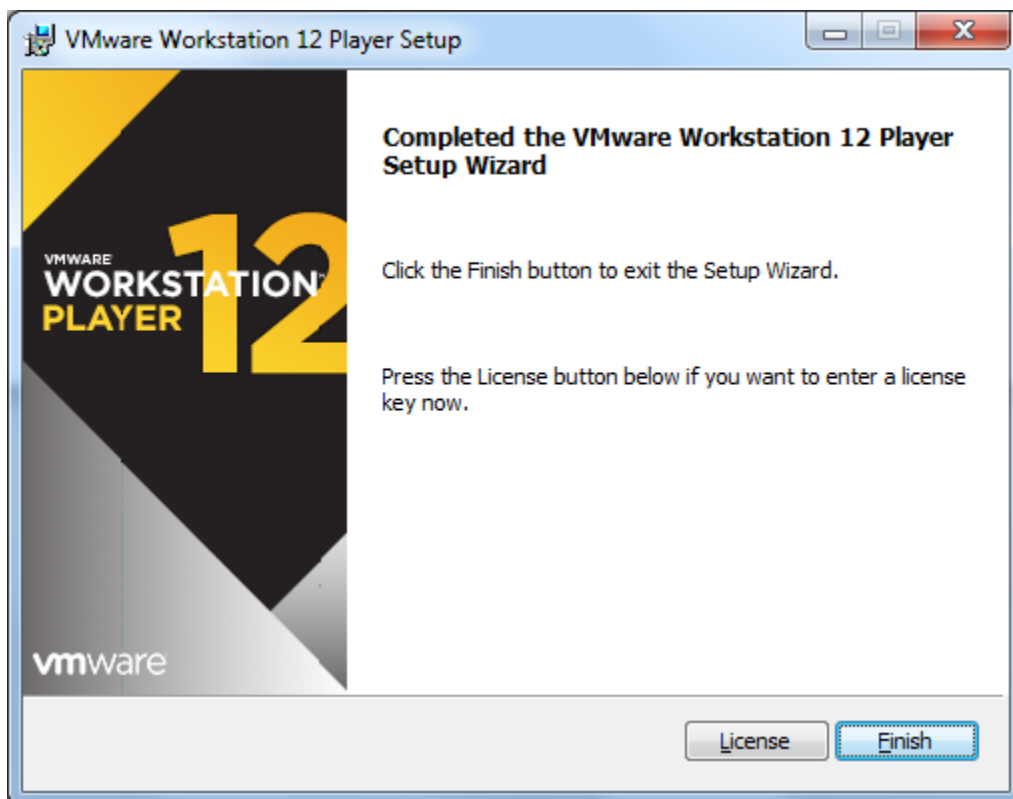 VMware Workstation 12 Player Setup
Completed the VMware Workstation 12 Player
Setup Wizard
Click the Finish button to exit the Setup Wizard.
Press the License button below if you want to enter a license
key now.
VMWARE
WORKSTATION™
PLAYER
12
vmware
License
Finish